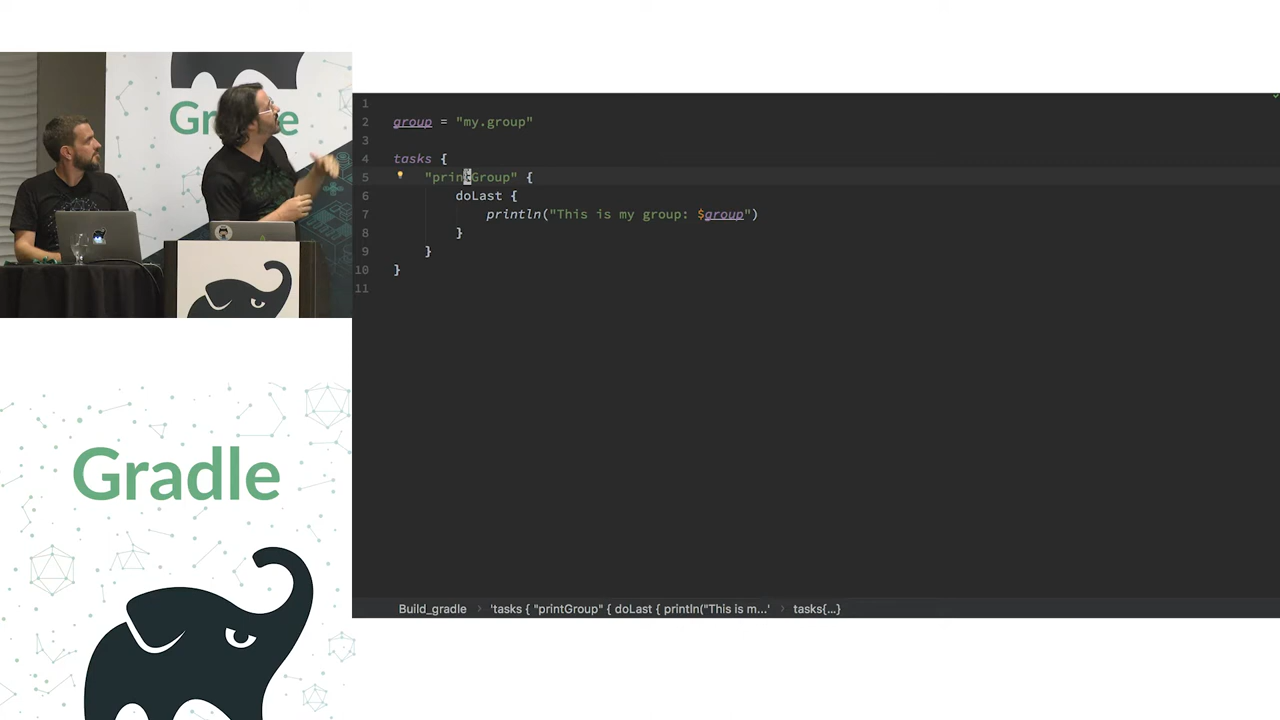 Gradle
1
2 group = "my.group"
3
4 tasks {
5 "printGroup" {
6 doLast {
7 println("This is my group: $group")
8 }
9 }
10 }
11
Build_gradle › 'tasks { "printGroup" { doLast { println("This is m...' › tasks{...}
Gradle